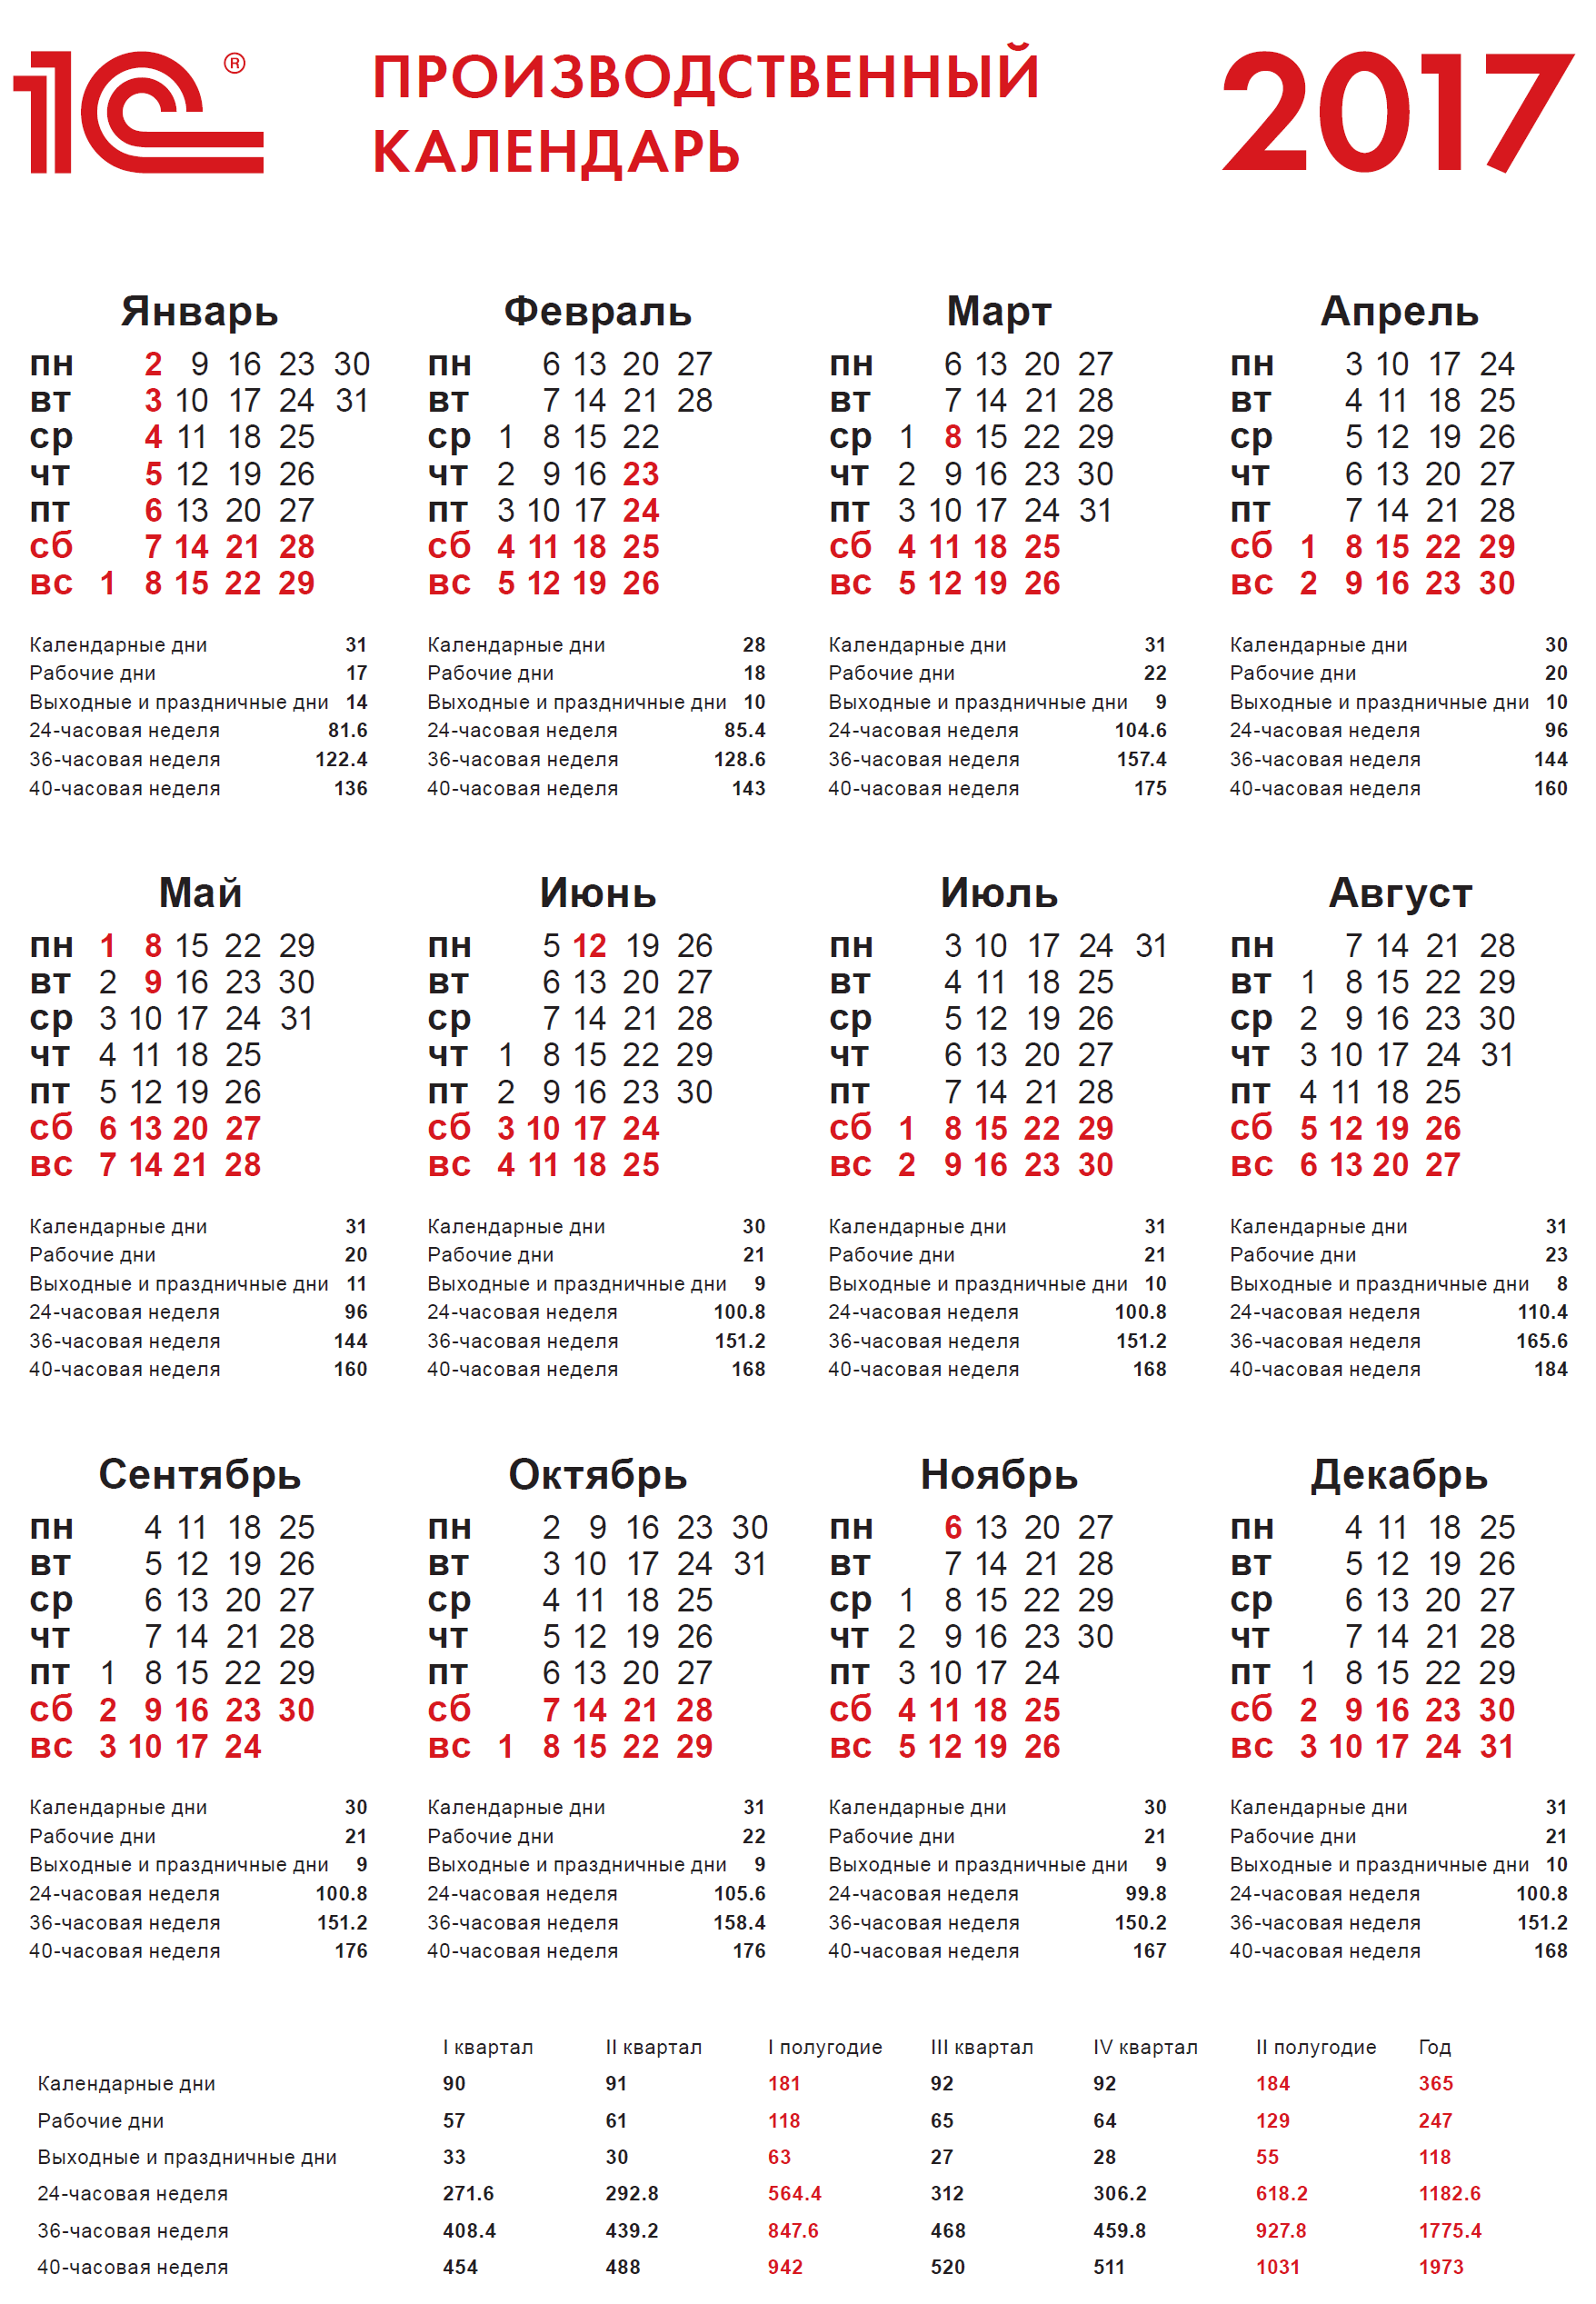 1С ® ПРОИЗВОДСТВЕННЫЙ 2017
КАЛЕНДАРЬ
Январь Февраль Март Апрель
пн 2 9 16 23 30 пн 6 13 20 27 пн 6 13 20 27 пн 3 10 17 24
вт 3 10 17 24 31 вт 7 14 21 28 вт 7 14 21 28 вт 4 11 18 25
ср 4 11 18 25 ср 1 8 15 22 ср 1 8 15 22 29 ср 5 12 19 26
чт 5 12 19 26 чт 2 9 16 23 чт 2 9 16 23 30 чт 6 13 20 27
пт 6 13 20 27 пт 3 10 17 24 пт 3 10 17 24 31 пт 7 14 21 28
сб 7 14 21 28 сб 4 11 18 25 сб 4 11 18 25 сб 1 8 15 22 29
вс 1 8 15 22 29 вс 5 12 19 26 вс 5 12 19 26 вс 2 9 16 23 30
Календарные дни 31 Календарные дни 28 Календарные дни 31 Календарные дни 30
Рабочие дни 17 Рабочие дни 18 Рабочие дни 22 Рабочие дни 20
Выходные и праздничные дни 14 Выходные и праздничные дни 10 Выходные и праздничные дни 9 Выходные и праздничные дни 10
24-часовая неделя 81.6 24-часовая неделя 85.4 24-часовая неделя 104.6 24-часовая неделя 96
36-часовая неделя 122.4 36-часовая неделя 128.6 36-часовая неделя 157.4 36-часовая неделя 144
40-часовая неделя 136 40-часовая неделя 143 40-часовая неделя 175 40-часовая неделя 160
Май Июнь Июль Август
пн 1 8 15 22 29 пн 5 12 19 26 пн 3 10 17 24 31 пн 7 14 21 28
вт 2 9 16 23 30 вт 6 13 20 27 вт 4 11 18 25 вт 1 8 15 22 29
ср 3 10 17 24 31 ср 7 14 21 28 ср 5 12 19 26 ср 2 9 16 23 30
чт 4 11 18 25 чт 1 8 15 22 29 чт 6 13 20 27 чт 3 10 17 24 31
пт 5 12 19 26 пт 2 9 16 23 30 пт 7 14 21 28 пт 4 11 18 25
сб 6 13 20 27 сб 3 10 17 24 сб 1 8 15 22 29 сб 5 12 19 26
вс 7 14 21 28 вс 4 11 18 25 вс 2 9 16 23 30 вс 6 13 20 27
Календарные дни 31 Календарные дни 30 Календарные дни 31 Календарные дни 31
Рабочие дни 20 Рабочие дни 21 Рабочие дни 21 Рабочие дни 23
Выходные и праздничные дни 11 Выходные и праздничные дни 9 Выходные и праздничные дни 10 Выходные и праздничные дни 8
24-часовая неделя 96 24-часовая неделя 100.8 24-часовая неделя 100.8 24-часовая неделя 110.4
36-часовая неделя 144 36-часовая неделя 151.2 36-часовая неделя 151.2 36-часовая неделя 165.6
40-часовая неделя 160 40-часовая неделя 168 40-часовая неделя 168 40-часовая неделя 184
Сентябрь Октябрь Ноябрь Декабрь
пн 4 11 18 25 пн 2 9 16 23 30 пн 6 13 20 27 пн 4 11 18 25
вт 5 12 19 26 вт 3 10 17 24 31 вт 7 14 21 28 вт 5 12 19 26
ср 6 13 20 27 ср 4 11 18 25 ср 1 8 15 22 29 ср 6 13 20 27
чт 7 14 21 28 чт 5 12 19 26 чт 2 9 16 23 30 чт 7 14 21 28
пт 1 8 15 22 29 пт 6 13 20 27 пт 3 10 17 24 пт 1 8 15 22 29
сб 2 9 16 23 30 сб 7 14 21 28 сб 4 11 18 25 сб 2 9 16 23 30
вс 3 10 17 24 вс 1 8 15 22 29 вс 5 12 19 26 вс 3 10 17 24 31
Календарные дни 30 Календарные дни 31 Календарные дни 30 Календарные дни 31
Рабочие дни 21 Рабочие дни 22 Рабочие дни 21 Рабочие дни 21
Выходные и праздничные дни 9 Выходные и праздничные дни 9 Выходные и праздничные дни 9 Выходные и праздничные дни 10
24-часовая неделя 100.8 24-часовая неделя 105.6 24-часовая неделя 99.8 24-часовая неделя 100.8
36-часовая неделя 151.2 36-часовая неделя 158.4 36-часовая неделя 150.2 36-часовая неделя 151.2
40-часовая неделя 176 40-часовая неделя 176 40-часовая неделя 167 40-часовая неделя 168
I квартал II квартал I полугодие III квартал IV квартал II полугодие Год
Календарные дни 90 91 181 92 92 184 365
Рабочие дни 57 61 118 65 64 129 247
Выходные и праздничные дни 33 30 63 27 28 55 118
24-часовая неделя 271.6 292.8 564.4 312 306.2 618.2 1182.6
36-часовая неделя 408.4 439.2 847.6 468 459.8 927.8 1775.4
40-часовая неделя 454 488 942 520 511 1031 1973